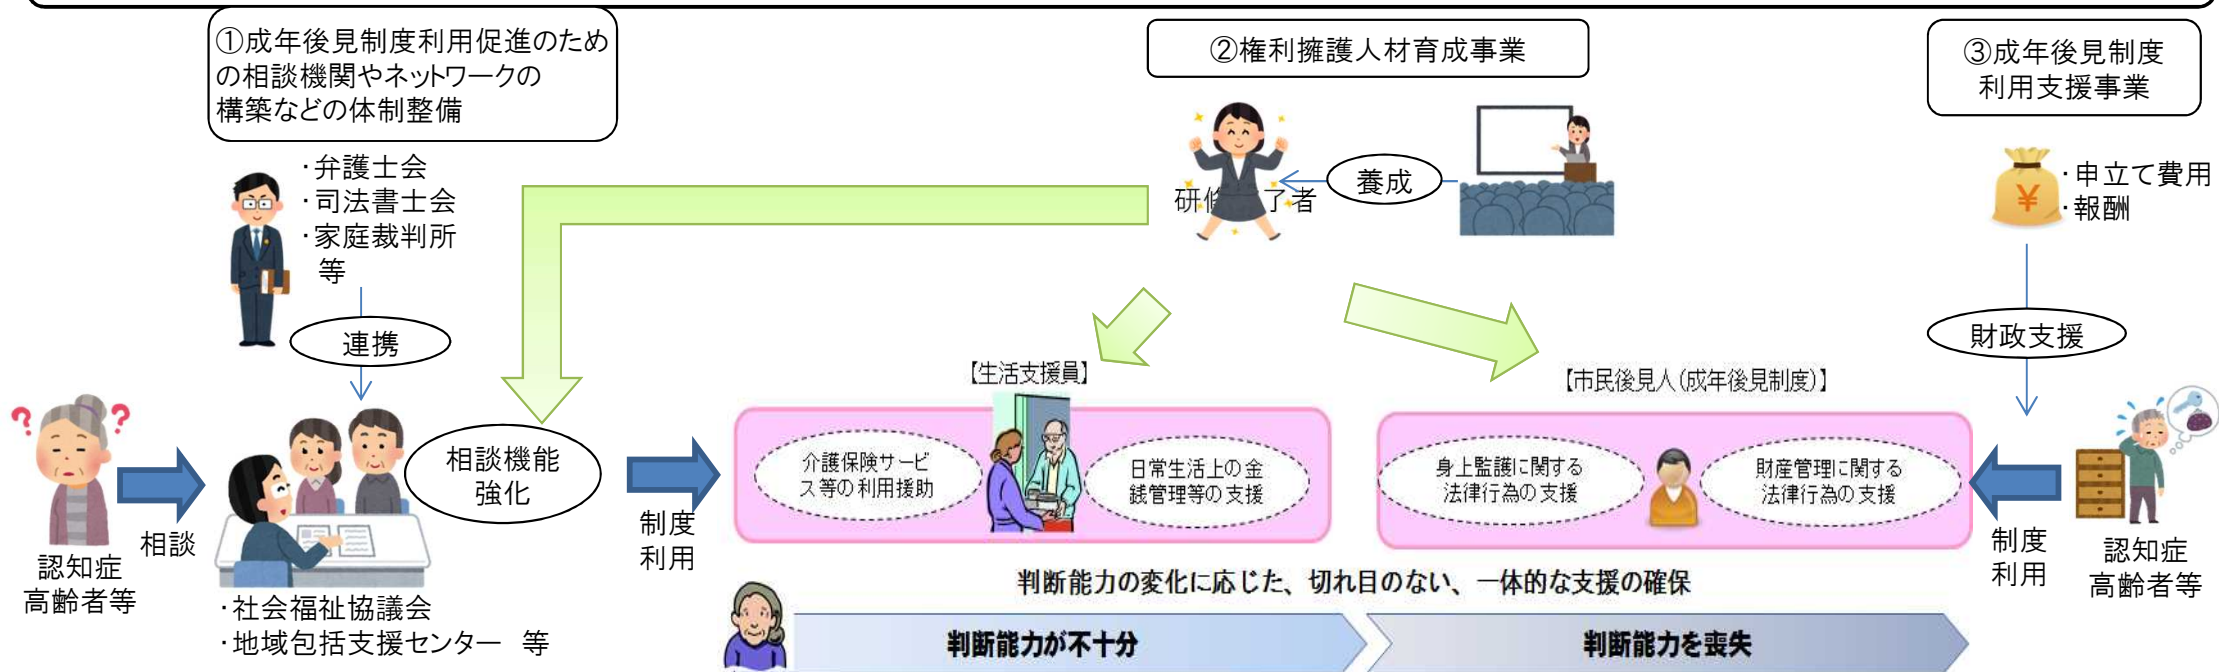 ①成年後見制度利用促進のため
の相談機関やネットワークの
構築などの体制整備
・弁護士会
・司法書士会
・家庭裁判所
等
連携
認知症
高齢者等
相談
・社会福祉協議会
・地域包括支援センター 等
相談機能
強化
制度
利用
②権利擁護人材育成事業
養成
研修 了者
【生活支援員】
介護保険サービ
ス等の利用援助
日常生活上の金
銭管理等の支援
【市民後見人(成年後見制度)】
身上監護に関する
法律行為の支援
財産管理に関する
法律行為の支援
③成年後見制度
利用支援事業
¥
・申立て費用
・報酬
財政支援
制度
利用
認知症
高齢者等
判断能力の変化に応じた、切れ目のない、一体的な支援の確保
判断能力が不十分
判断能力を喪失